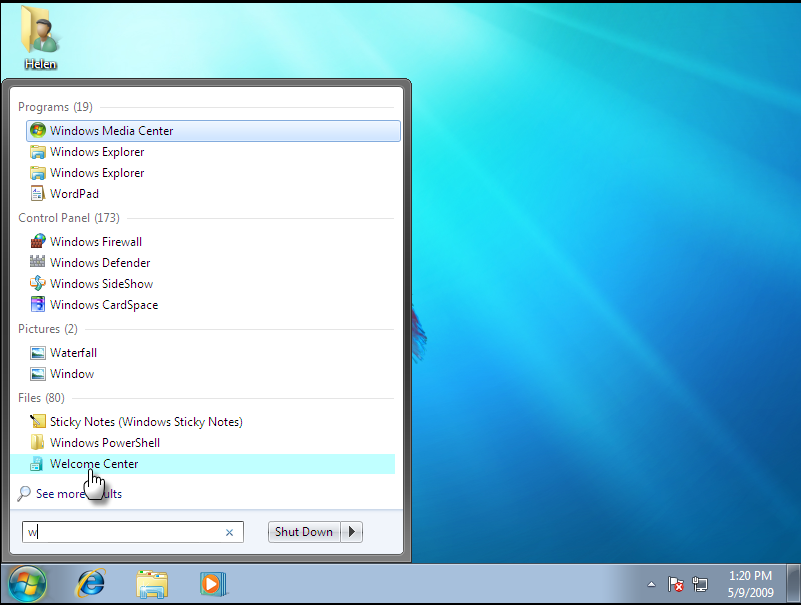 Helen
Programs (19)
Windows Media Center
Windows Explorer
Windows Explorer
WordPad
Control Panel (173)
Windows Firewall
Windows Defender
Windows SideShow
Windows CardSpace
Pictures (2)
Waterfall
Window
Files (80)
Sticky Notes (Windows Sticky Notes)
Windows PowerShell
Welcome Center
See more
w
Shut Down
1:20 PM
5/9/2009